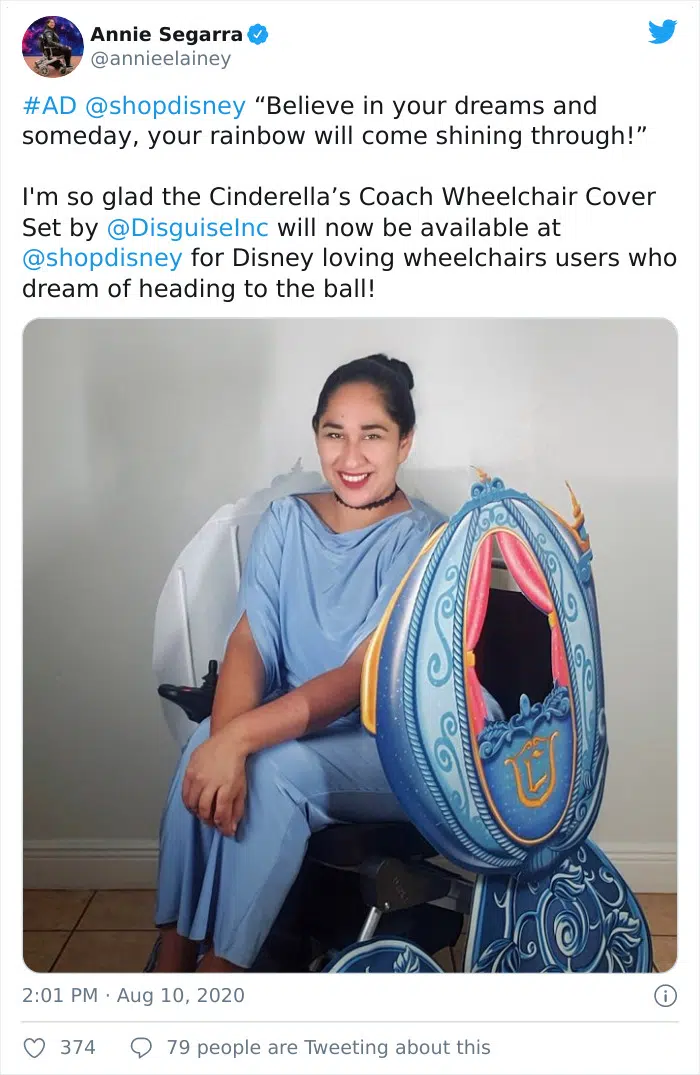 Annie Segarra
@annieelainey
#AD @shopdisney “Believe in your dreams and
someday, your rainbow will come shining through!”
I'm so glad the Cinderella’s Coach Wheelchair Cover
Set by @DisguiseInc will now be available at
@shopdisney for Disney loving wheelchairs users who
dream of heading to the ball!
2:01 PM · Aug 10, 2020
374
79 people are Tweeting about this